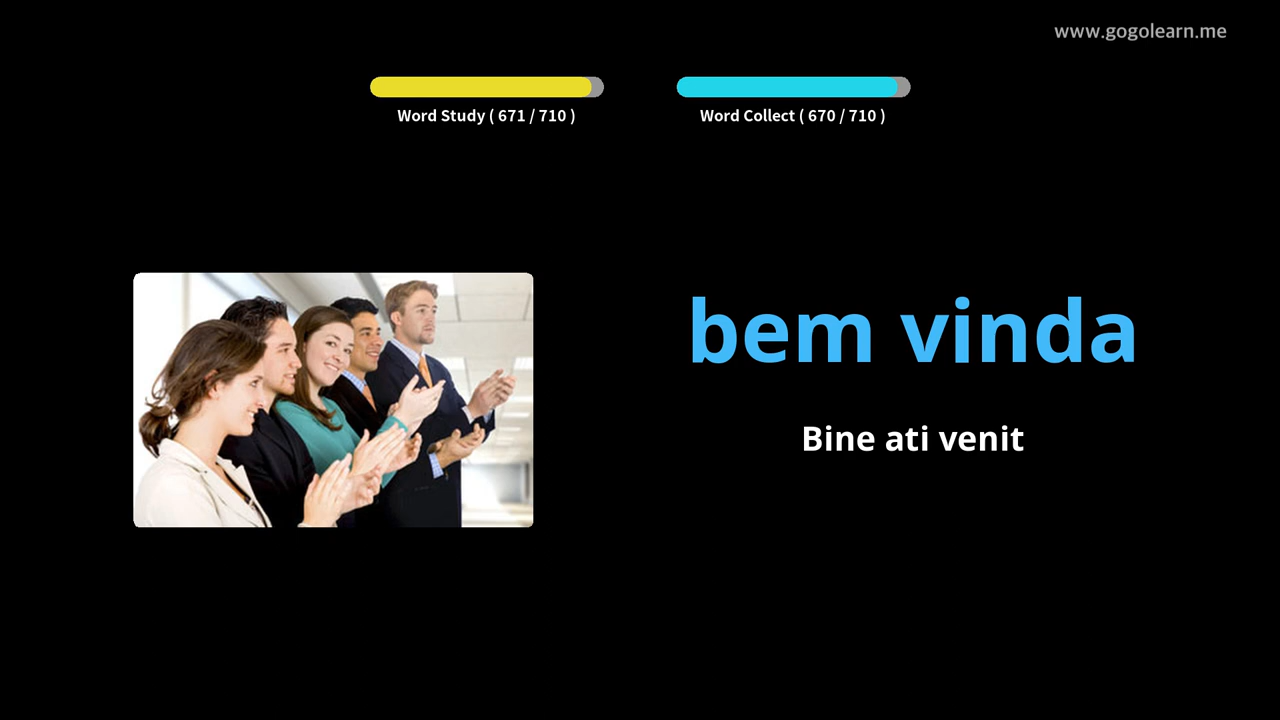 www.gogolearn.me
Word Study ( 671 / 710 )
Word Collect ( 670 / 710 )
bem vinda
Bine ati venit